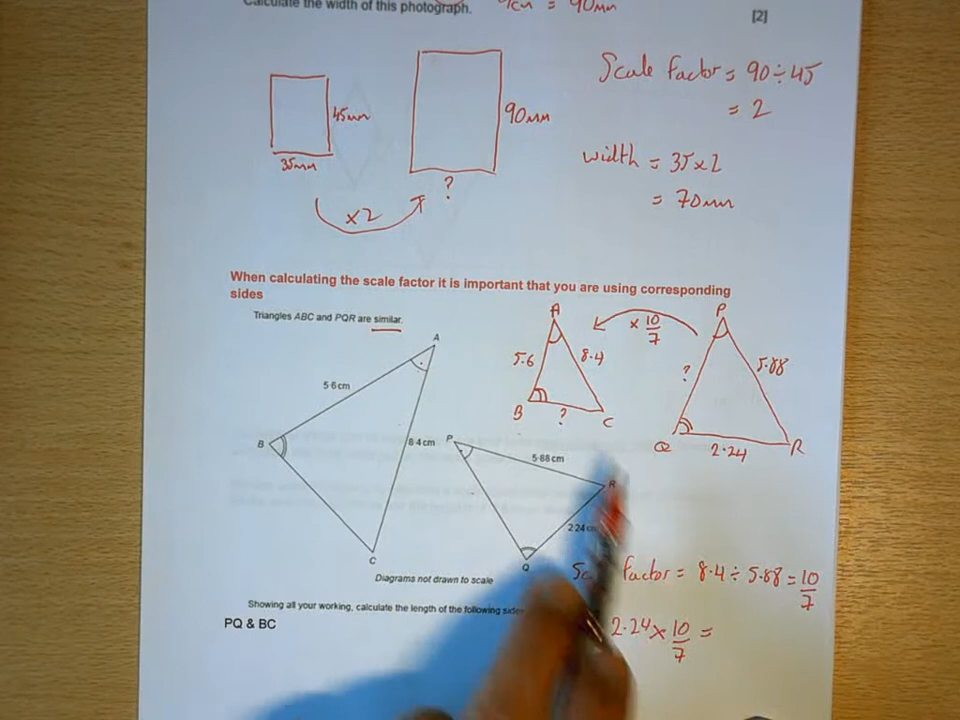 Calculate the width of this photograph.
9cm = 90mm
[2]
45mm
35mm
×2
90mm
?
Scale Factor = 90÷45
= 2
width = 35×2
= 70mm
When calculating the scale factor it is important that you are using corresponding
sides
Triangles ABC and PQR are similar.
A
5·6cm
B
8·4cm
C
P
5·88cm
R
2·24
Q
A
5.6
8.4
B
?
C
× 10/7
P
?
5.88
Q
2.24
R
Diagrams not drawn to scale
Showing all your working, calculate the length of the following
PQ & BC
factor = 8.4 ÷ 5.88 = 10/7
2.24 × 10/7 =